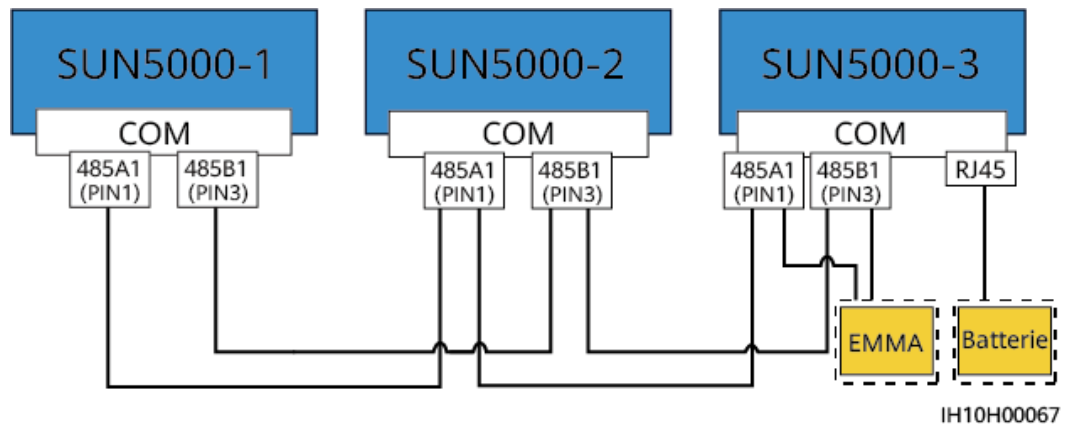 SUN5000-1
SUN5000-2
SUN5000-3
COM
COM
COM
485A1
(PIN1)
485B1
(PIN3)
485A1
(PIN1)
485B1
(PIN3)
485A1
(PIN1)
485B1
(PIN3)
RJ45
EMMA
Batterie
IH10H00067